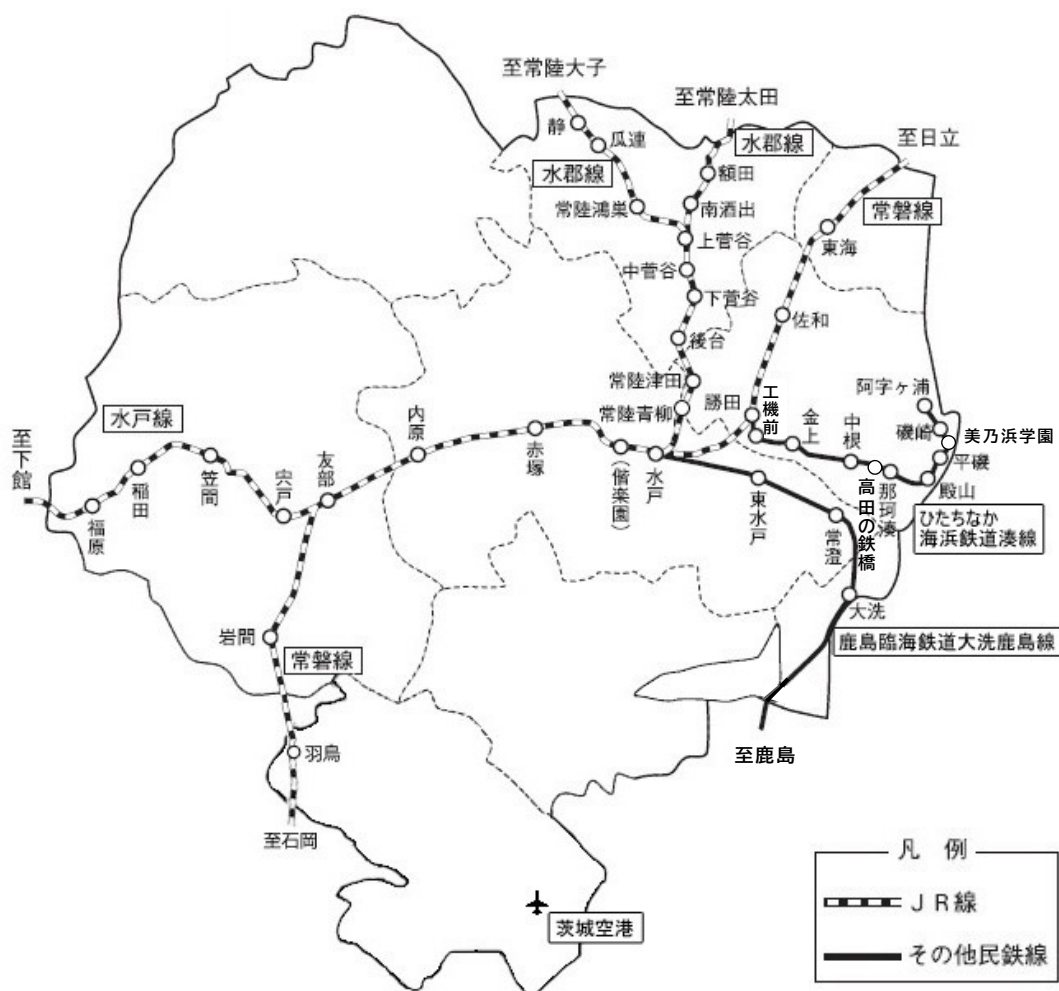 至常陸大子
至常陸太田
至日立
静
瓜連
水郡線
水郡線
額田
常陸鴻巣
南酒出
常磐線
上菅谷
東海
中菅谷
下菅谷
佐和
後台
常陸津田
阿字ヶ浦
水戸線
内原
常陸青柳
勝田
工機前
金上
中根
磯崎
美乃浜学園
平磯
至下館
稲田
笠間
宍戸
友部
赤塚
(偕楽園)
水戸
東水戸
高田の鉄橋
那珂湊
殿山
福原
常澄
ひたちなか
海浜鉄道湊線
大洗
岩間
常磐線
鹿島臨海鉄道大洗鹿島線
羽鳥
至鹿島
至石岡
茨城空港
凡 例
JR線
その他民鉄線